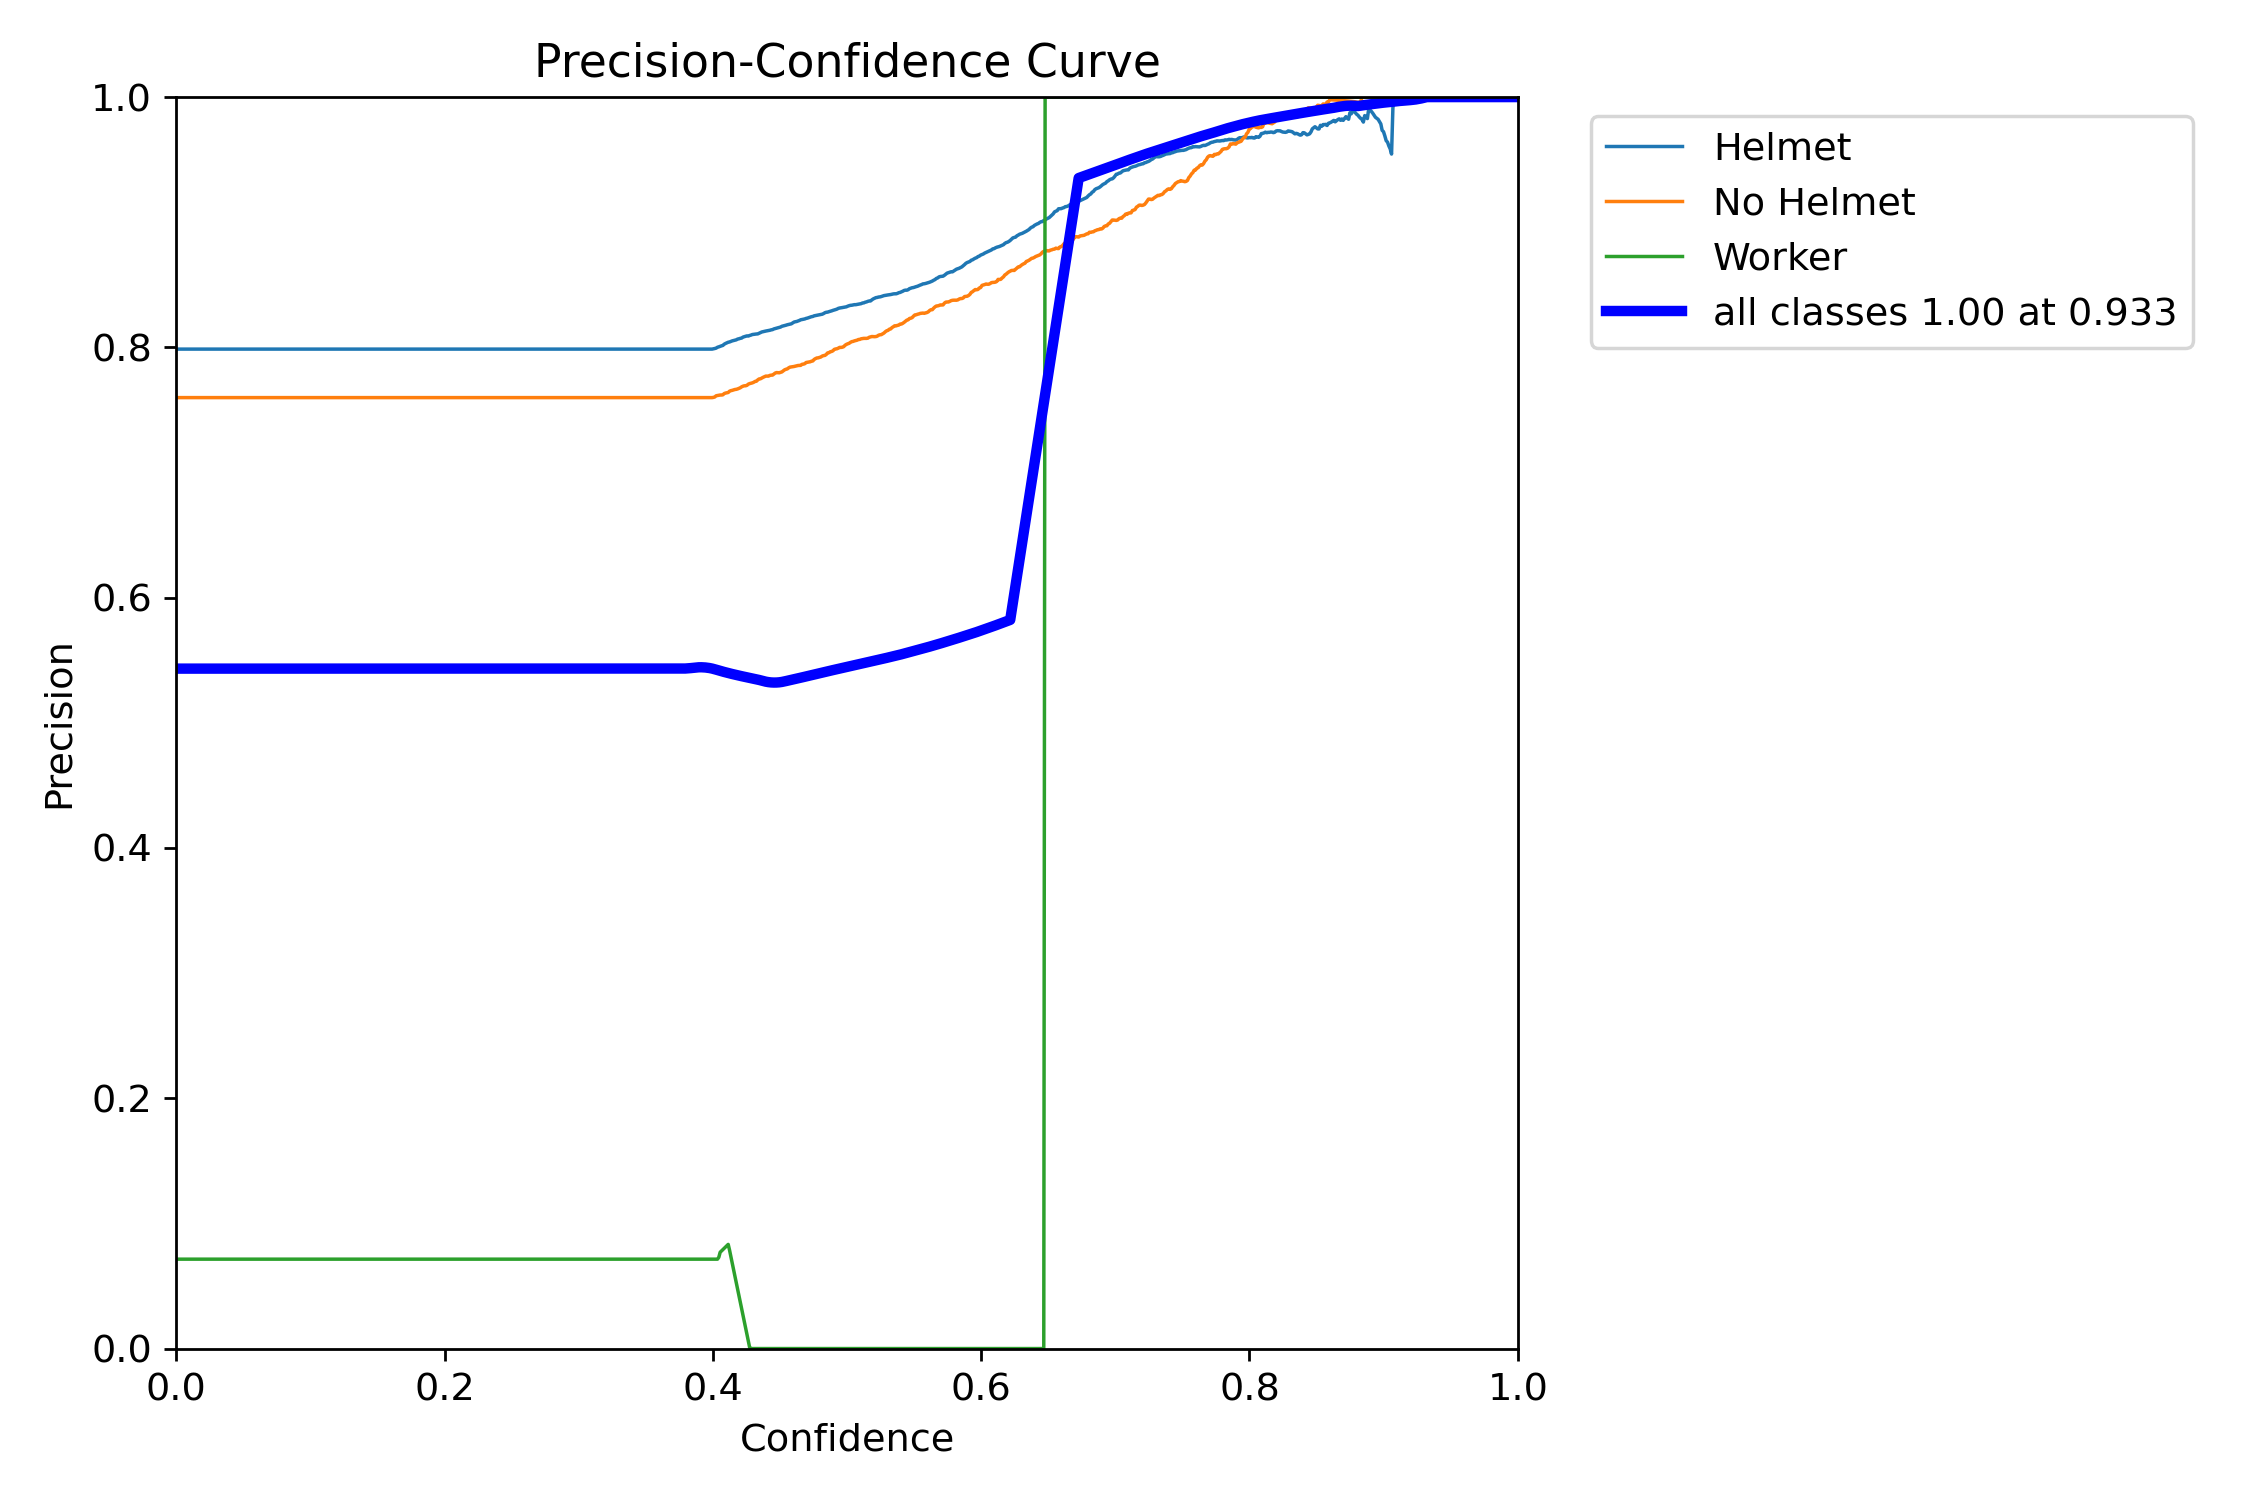 Precision-Confidence Curve
1.0
0.8
0.6
0.4
0.2
0.0
Precision
0.0 0.2 0.4 0.6 0.8 1.0
Confidence
Helmet
No Helmet
Worker
all classes 1.00 at 0.933